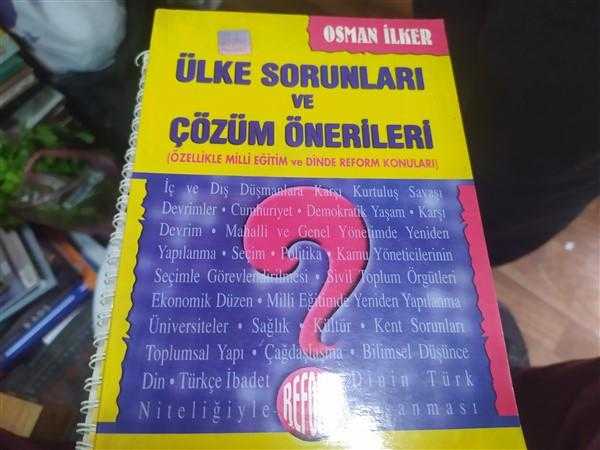 OSMAN İLKER
ÜLKE SORUNLARI
VE
ÇÖZÜM ÖNERİLERİ
(ÖZELLİKLE MİLLİ EĞİTİM ve DİNDE REFORM KONULARI)
İç ve Dış Düşmanlara Karşı Kurtuluş Savaşı
Devrimler • Cumhuriyet • Demokratik Yaşam • Karşı
Devrim • Mahalli ve Genel Yönetimde Yeniden
Yapılanma • Seçim • Politika • Kamu Yöneticilerinin
Seçimle Görevlendirilmesi • Sivil Toplum Örgütleri
Ekonomik Düzen • Milli Eğitimde Yeniden Yapılanma
Üniversiteler • Sağlık • Kültür • Kent Sorunları
Toplumsal Yapı • Çağdaşlaşma • Bilimsel Düşünce
Din • Türkçe İbadet Dinin Türk
Niteliğiyle